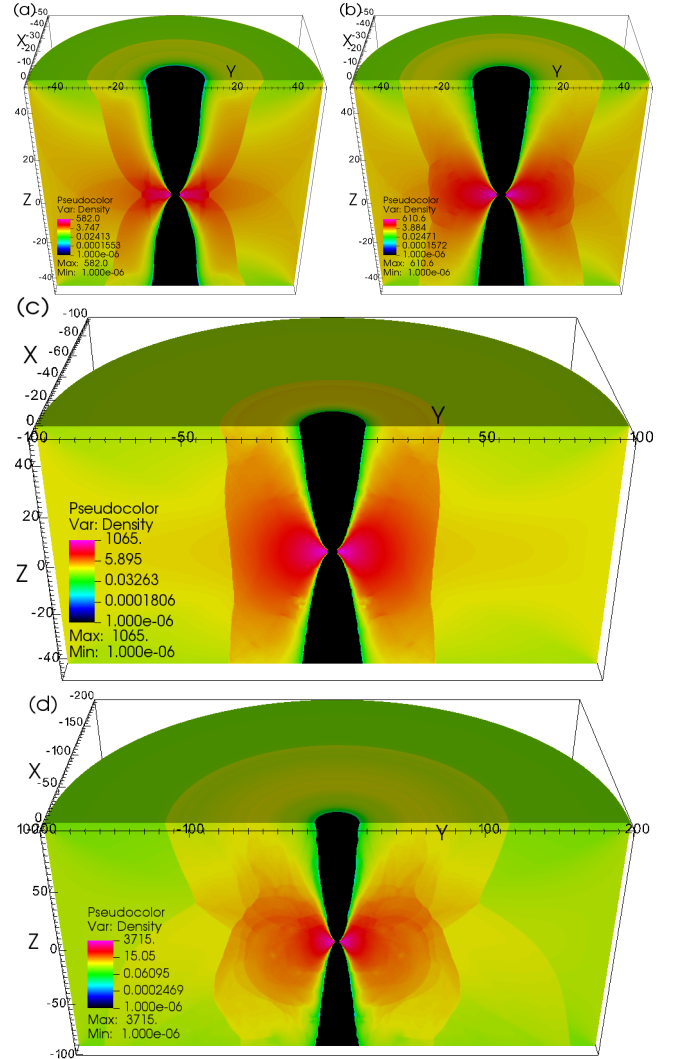 (a)
-50
-40
-30
-20
-10
0
X
Y
-40
-20
20
40
40
20
Z
0
-20
-40
Pseudocolor
Var: Density
582.0
3.747
0.02413
0.0001553
1.000e-06
Max: 582.0
Min: 1.000e-06
(b)
-50
-40
-30
-20
-10
0
X
Y
-40
-20
20
40
40
20
Z
0
-20
-40
Pseudocolor
Var: Density
610.6
3.884
0.02471
0.0001572
1.000e-06
Max: 610.6
Min: 1.000e-06
(c)
-100
-80
-60
-40
-20
0
X
Y
-100
-50
50
100
40
20
Z
0
-20
-40
Pseudocolor
Var: Density
1065.
5.895
0.03263
0.0001806
1.000e-06
Max: 1065.
Min: 1.000e-06
(d)
-200
-150
-100
-50
0
X
Y
-100
100
200
50
Z
0
-50
-100
Pseudocolor
Var: Density
3715.
15.05
0.06095
0.0002469
1.000e-06
Max: 3715.
Min: 1.000e-06